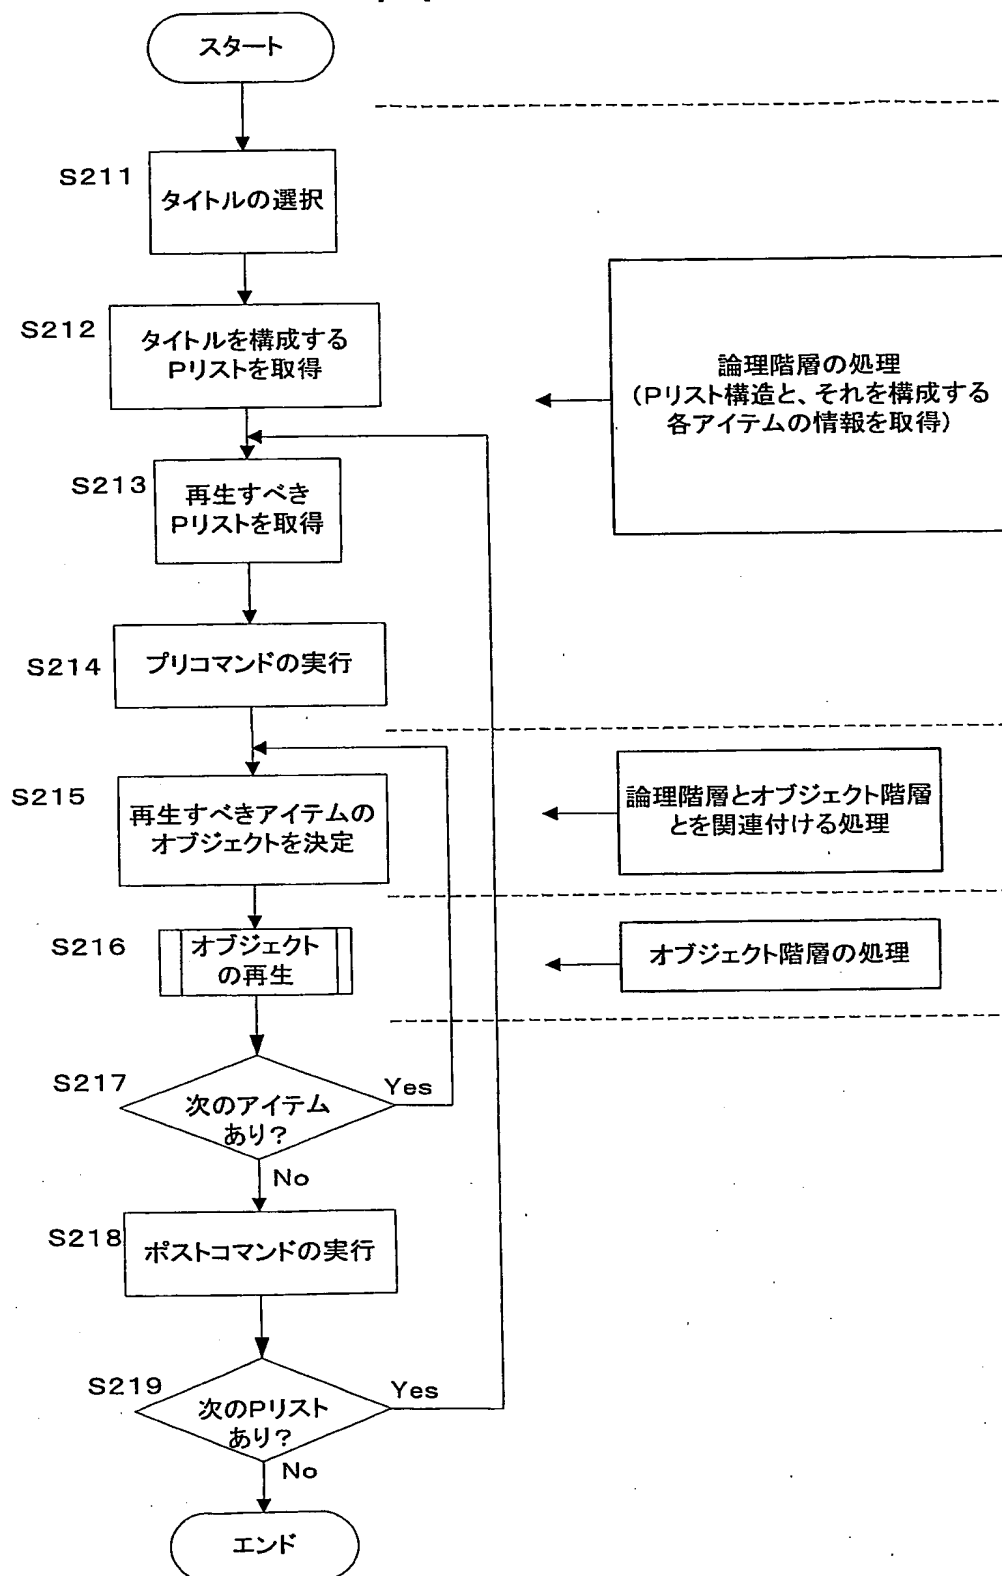 スタート
S211
タイトルの選択
S212
タイトルを構成する
Pリストを取得
論理階層の処理
(Pリスト構造と、それを構成する
各アイテムの情報を取得)
S213
再生すべき
Pリストを取得
S214
プリコマンドの実行
S215
再生すべきアイテムの
オブジェクトを決定
論理階層とオブジェクト階層
とを関連付ける処理
S216
オブジェクト
の再生
オブジェクト階層の処理
S217
次のアイテム
あり?
Yes
No
S218
ポストコマンドの実行
S219
次のPリスト
あり?
Yes
No
エンド